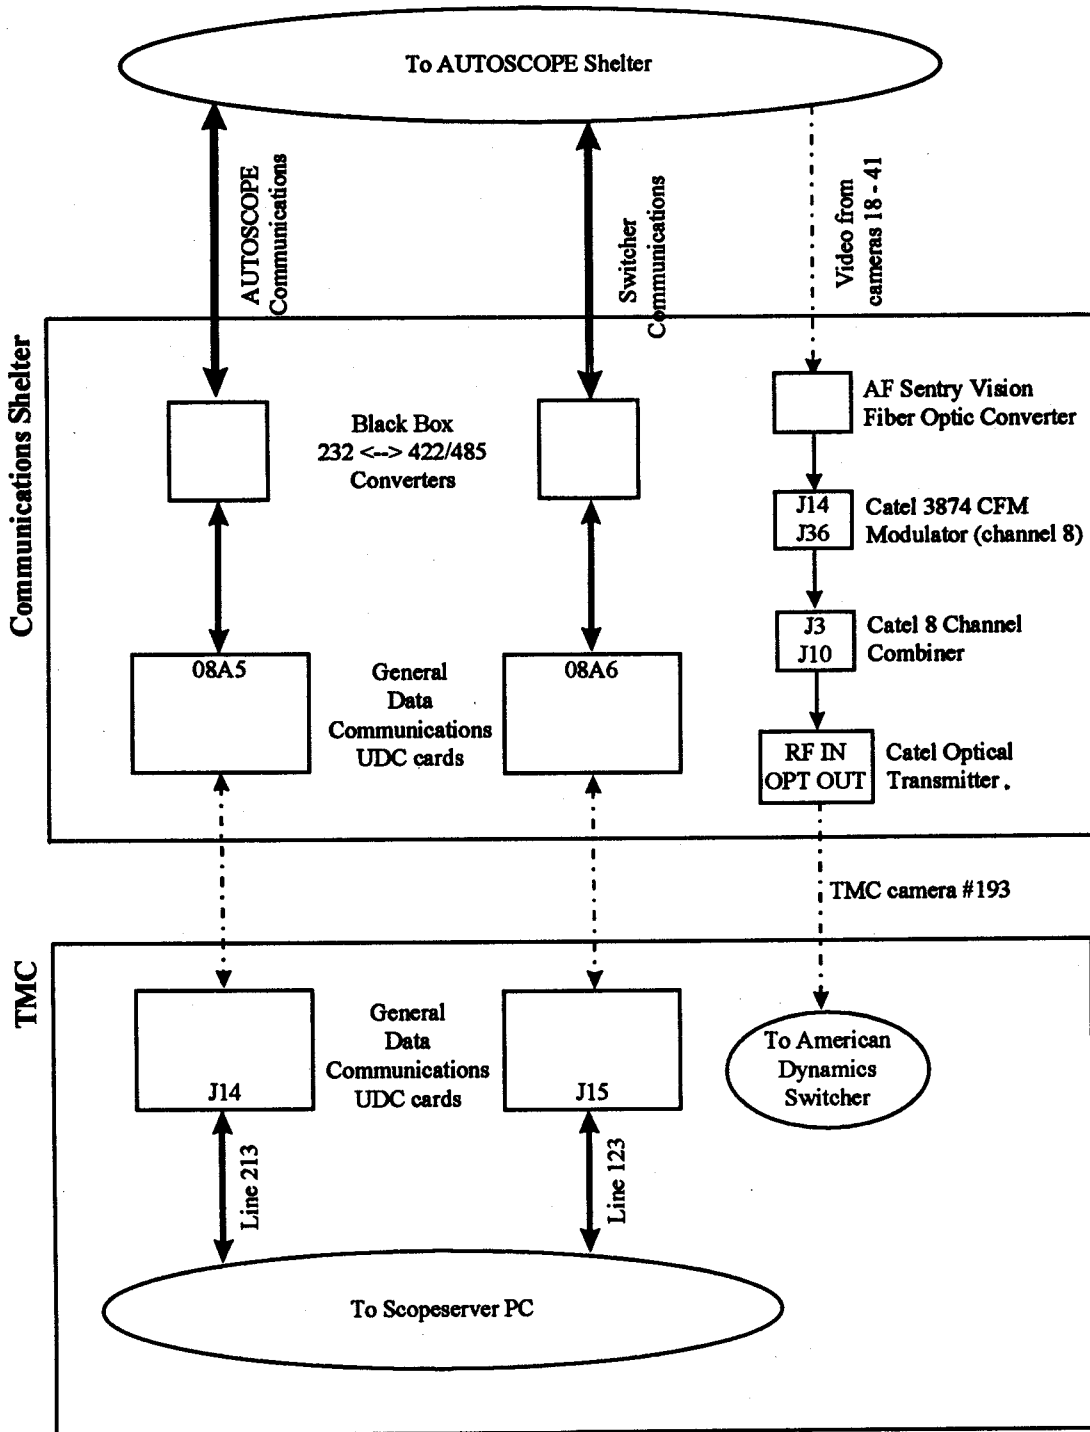 To AUTOSCOPE Shelter
AUTOSCOPE
Communications
Switcher
Communications
Video from
cameras 18 - 41
Communications Shelter
Black Box
232 <--> 422/485
Converters
AF Sentry Vision
Fiber Optic Converter
J14
J36
Catel 3874 CFM
Modulator (channel 8)
J3
J10
Catel 8 Channel
Combiner
08A5
General
Data
Communications
UDC cards
08A6
RF IN
OPT OUT
Catel Optical
Transmitter .
TMC camera #193
TMC
General
Data
Communications
UDC cards
J14
J15
To American
Dynamics
Switcher
Line 213
Line 123
To Scopeserver PC